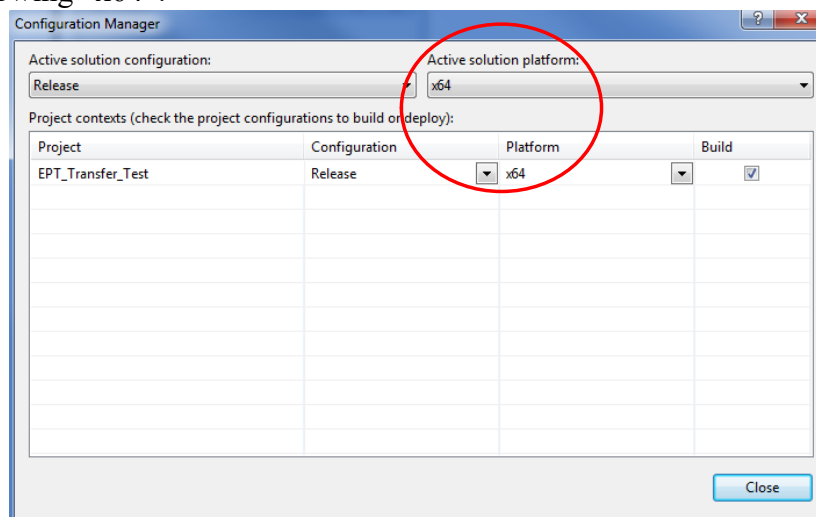 Configuration Manager
Active solution configuration: Active solution platform:
Release x64
Project contexts (check the project configurations to build or deploy):
Project Configuration Platform Build
EPT_Transfer_Test Release x64
Close